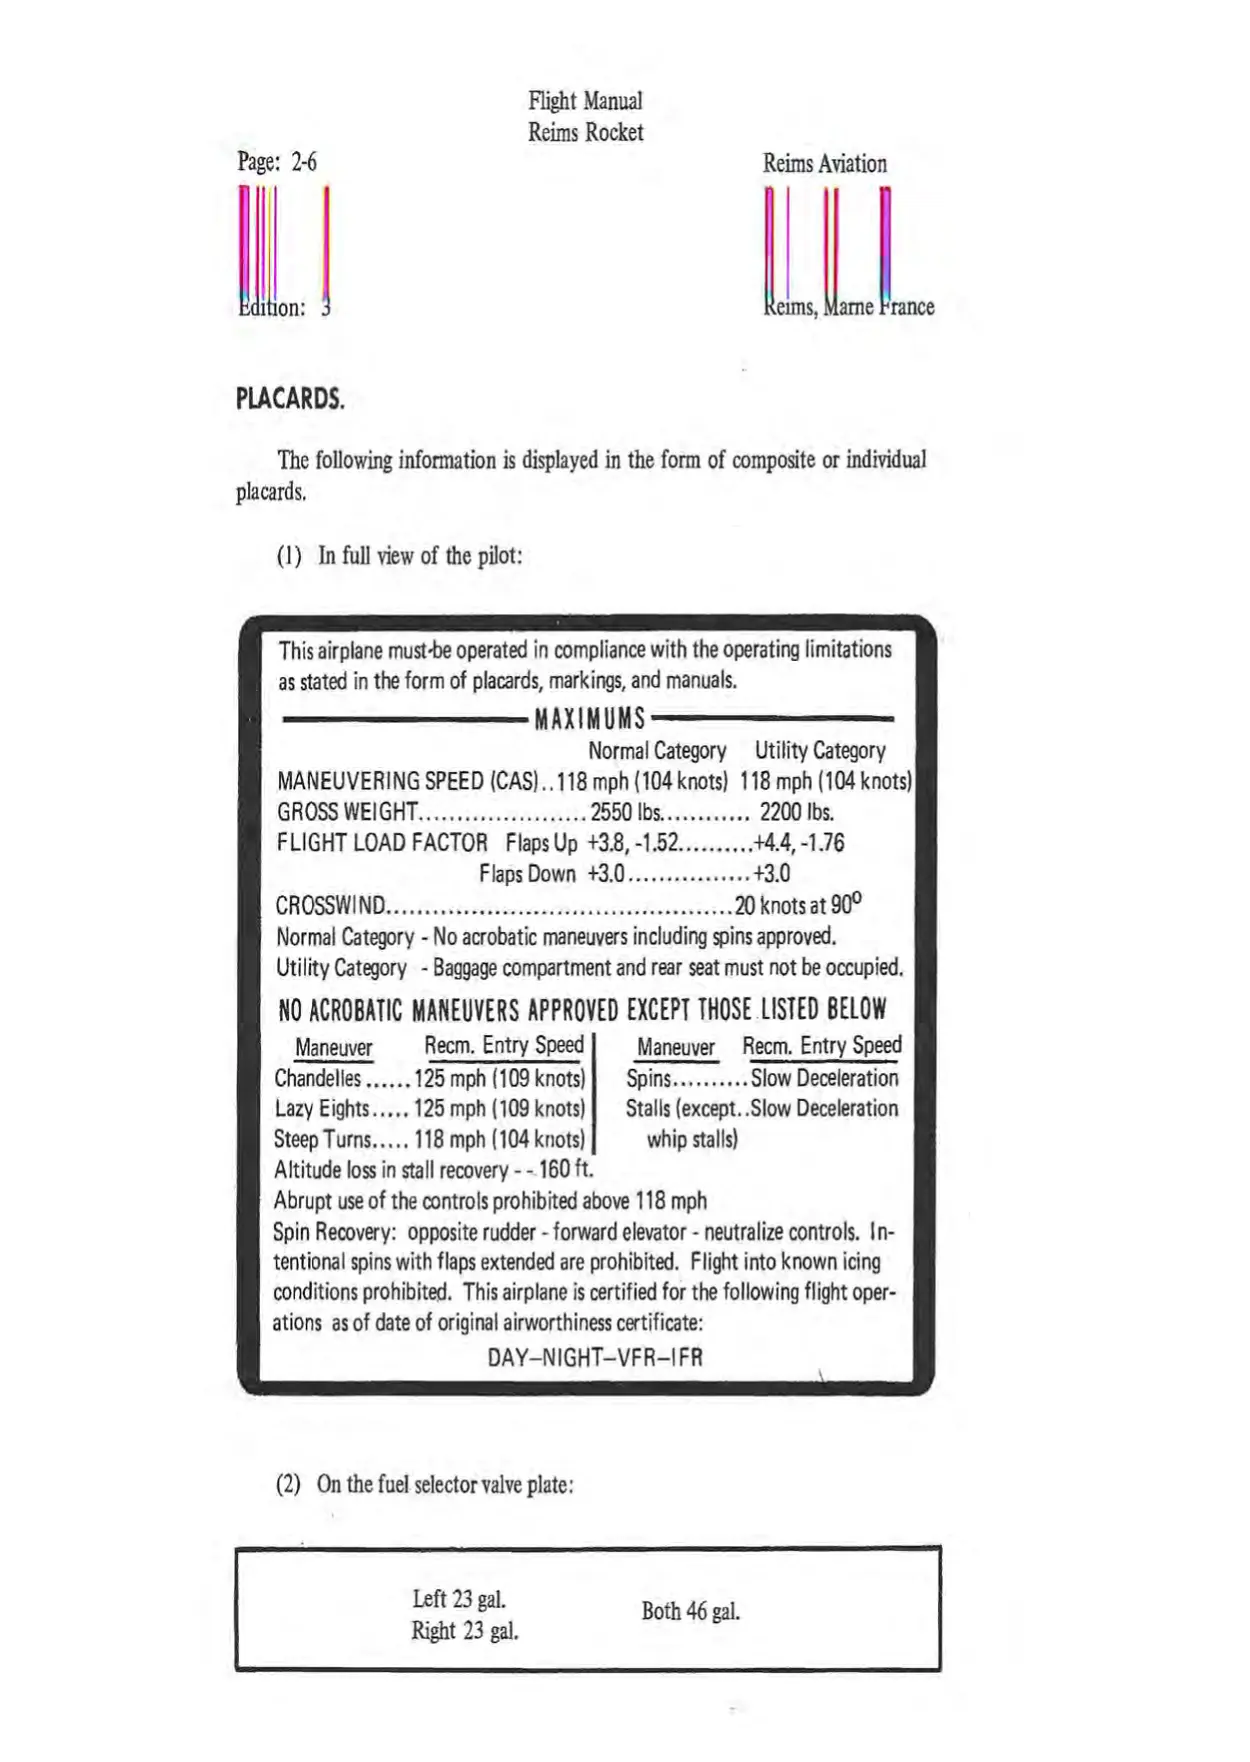 Flight Manual
Reims Rocket
Page: 2-6
Reims Aviation
Edition: 3
Reims, Marne France
PLACARDS.
The following information is displayed in the form of composite or individual
placards.
(1) In full view of the pilot:
This airplane must-be operated in compliance with the operating limitations
as stated in the form of placards, markings, and manuals.
MAXIMUMS
Normal Category Utility Category
MANEUVERING SPEED (CAS)..118 mph (104 knots) 118 mph (104 knots)
GROSS WEIGHT......................2550 lbs............ 2200 lbs.
FLIGHT LOAD FACTOR Flaps Up +3.8, -1.52..........+4.4, -1.76
Flaps Down +3.0................+3.0
CROSSWIND.............................................20 knots at 90°
Normal Category - No acrobatic maneuvers including spins approved.
Utility Category - Baggage compartment and rear seat must not be occupied.
NO ACROBATIC MANEUVERS APPROVED EXCEPT THOSE LISTED BELOW
Maneuver Recm. Entry Speed Maneuver Recm. Entry Speed
Chandelles......125 mph (109 knots) Spins..........Slow Deceleration
Lazy Eights.....125 mph (109 knots) Stalls (except..Slow Deceleration
Steep Turns.....118 mph (104 knots) whip stalls)
Altitude loss in stall recovery -- 160 ft.
Abrupt use of the controls prohibited above 118 mph
Spin Recovery: opposite rudder - forward elevator - neutralize controls. In-
tentional spins with flaps extended are prohibited. Flight into known icing
conditions prohibited. This airplane is certified for the following flight oper-
ations as of date of original airworthiness certificate:
DAY–NIGHT–VFR–IFR
(2) On the fuel selector valve plate:
Left 23 gal.
Both 46 gal.
Right 23 gal.